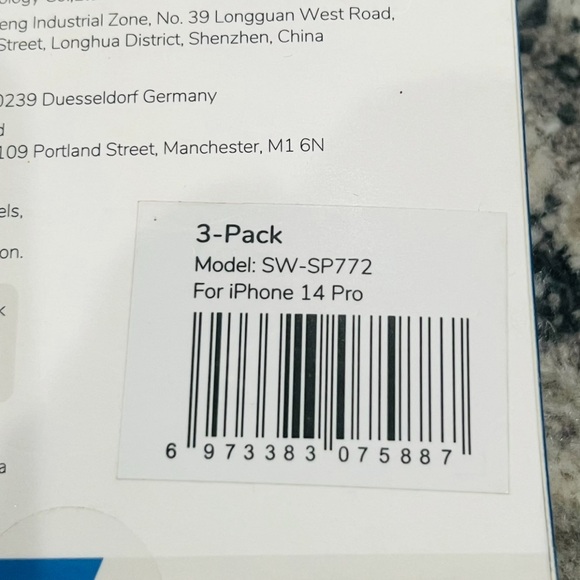 eng Industrial Zone, No. 39 Longguan West Road,
Street, Longhua District, Shenzhen, China
0239 Duesseldorf Germany
d
109 Portland Street, Manchester, M1 6N
els,
on.
3-Pack
Model: SW-SP772
For iPhone 14 Pro
6 973383 075887
a